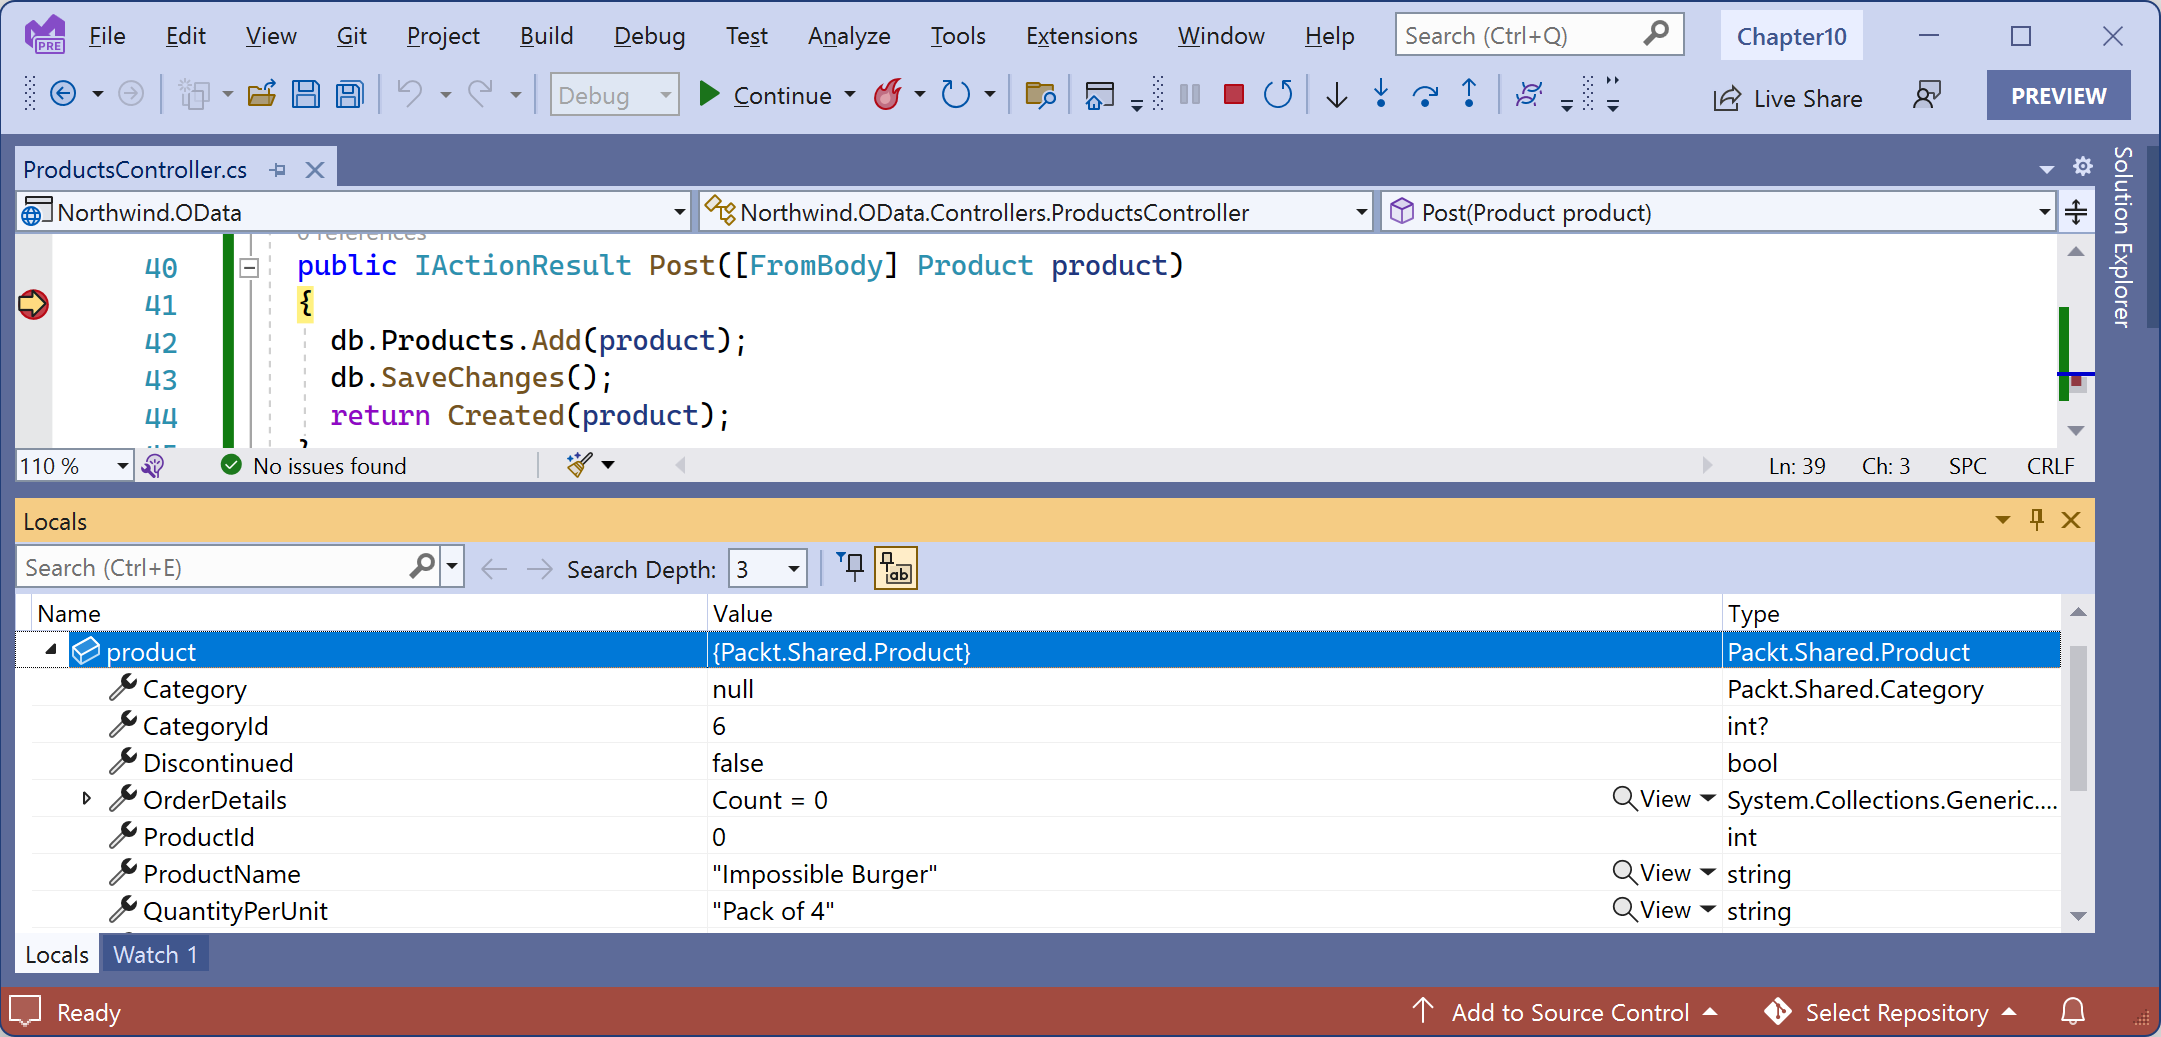 PRE File Edit View Git Project Build Debug Test Analyze Tools Extensions Window Help Search (Ctrl+Q) Chapter10
Debug Continue Live Share PREVIEW
ProductsController.cs
Solution Explorer
Northwind.OData Northwind.OData.Controllers.ProductsController Post(Product product)
0 references
40 public IActionResult Post([FromBody] Product product)
41 {
42 db.Products.Add(product);
43 db.SaveChanges();
44 return Created(product);
45 }
110 % No issues found Ln: 39 Ch: 3 SPC CRLF
Locals
Search (Ctrl+E) Search Depth: 3 ab
Name Value Type
product {Packt.Shared.Product} Packt.Shared.Product
Category null Packt.Shared.Category
CategoryId 6 int?
Discontinued false bool
OrderDetails Count = 0 View System.Collections.Generic....
ProductId 0 int
ProductName "Impossible Burger" View string
QuantityPerUnit "Pack of 4" View string
Locals Watch 1
Ready Add to Source Control Select Repository